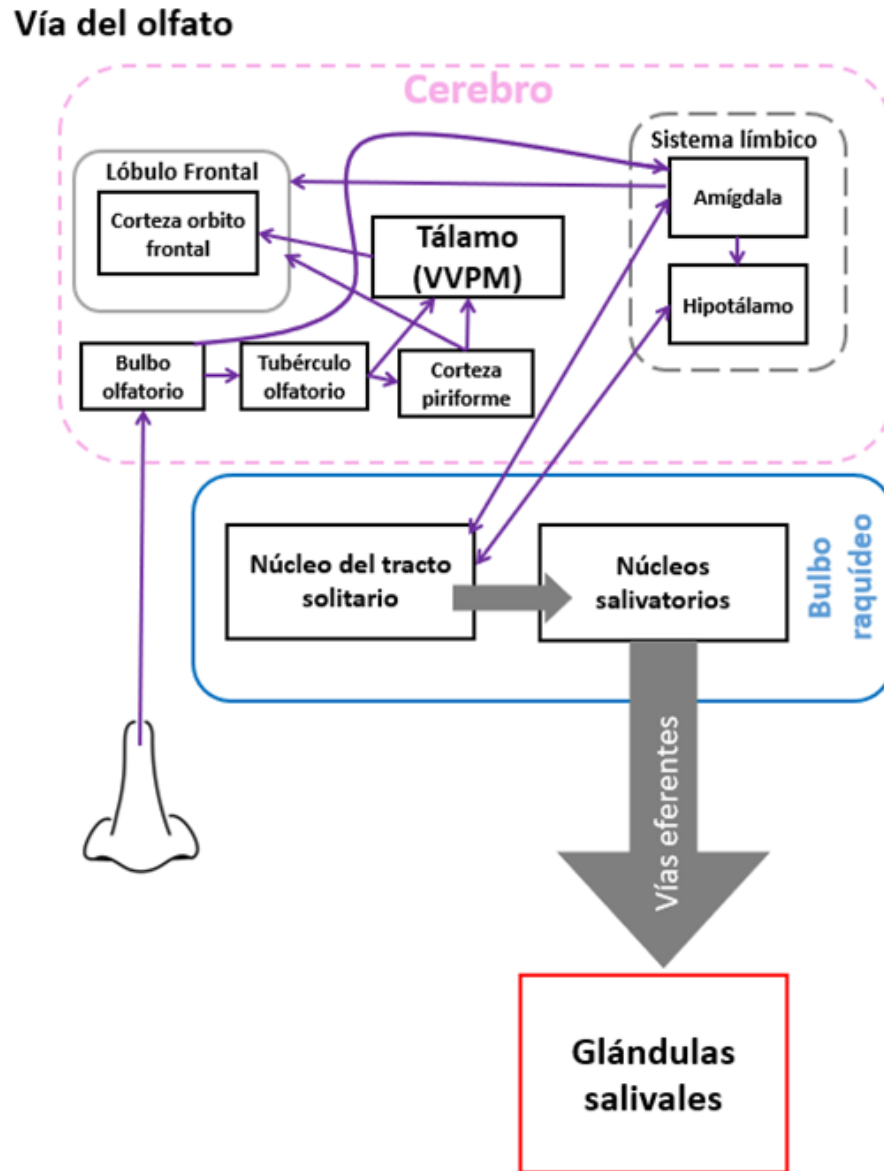 Vía del olfato
Cerebro
Sistema límbico
Lóbulo Frontal
Corteza orbito
frontal
Tálamo
(VVPM)
Amígdala
Hipotálamo
Bulbo
olfatorio
Tubérculo
olfatorio
Corteza
piriforme
Núcleo del tracto
solitario
Núcleos
salivatorios
Bulbo
raquídeo
Vías eferentes
Glándulas
salivales